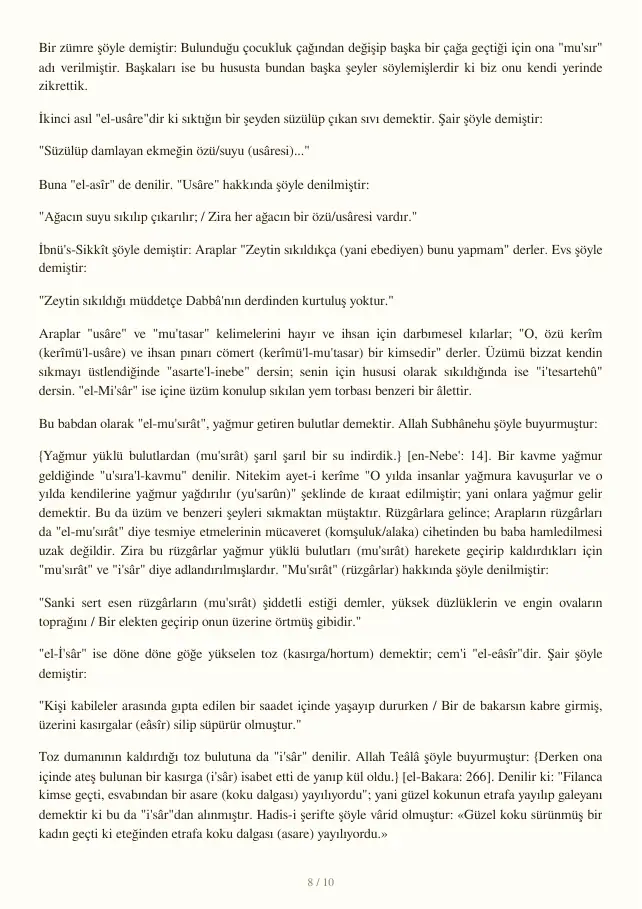 Bir zümre şöyle demiştir: Bulunduğu çocukluk çağından değişip başka bir çağa geçtiği için ona "mu'sır"
adı verilmiştir. Başkaları ise bu hususta bundan başka şeyler söylemişlerdir ki biz onu kendi yerinde
zikrettik.
İkinci asıl "el-usâre"dir ki sıktığın bir şeyden süzülüp çıkan sıvı demektir. Şair şöyle demiştir:
"Süzülüp damlayan ekmeğin özü/suyu (usâresi)..."
Buna "el-asîr" de denilir. "Usâre" hakkında şöyle denilmiştir:
"Ağacın suyu sıkılıp çıkarılır; / Zira her ağacın bir özü/usâresi vardır."
İbnü's-Sikkît şöyle demiştir: Araplar "Zeytin sıkıldıkça (yani ebediyen) bunu yapmam" derler. Evs şöyle
demiştir:
"Zeytin sıkıldığı müddetçe Dabbâ'nın derdinden kurtuluş yoktur."
Araplar "usâre" ve "mu'tasar" kelimelerini hayır ve ihsan için darbımesel kılarlar; "O, özü kerîm
(kerîmü'l-usâre) ve ihsan pınarı cömert (kerîmü'l-mu'tasar) bir kimsedir" derler. Üzümü bizzat kendin
sıkmayı üstlendiğinde "asarte'l-inebe" dersin; senin için hususi olarak sıkıldığında ise "i'tesartehû"
dersin. "el-Mi'sâr" ise içine üzüm konulup sıkılan yem torbası benzeri bir âlettir.
Bu babdan olarak "el-mu'sırât", yağmur getiren bulutlar demektir. Allah Subhânehu şöyle buyurmuştur:
{Yağmur yüklü bulutlardan (mu'sırât) şarıl şarıl bir su indirdik.} [en-Nebe': 14]. Bir kavme yağmur
geldiğinde "u'sıra'l-kavmu" denilir. Nitekim ayet-i kerîme "O yılda insanlar yağmura kavuşurlar ve o
yılda kendilerine yağmur yağdırılır (yu'sarûn)" şeklinde de kıraat edilmiştir; yani onlara yağmur gelir
demektir. Bu da üzüm ve benzeri şeyleri sıkmaktan müştaktır. Rüzgârlara gelince; Arapların rüzgârları
da "el-mu'sırât" diye tesmiye etmelerinin mücaveret (komşuluk/alaka) cihetinden bu baba hamledilmesi
uzak değildir. Zira bu rüzgârlar yağmur yüklü bulutları (mu'sırât) harekete geçirip kaldırdıkları için
"mu'sırât" ve "i'sâr" diye adlandırılmışlardır. "Mu'sırât" (rüzgârlar) hakkında şöyle denilmiştir:
"Sanki sert esen rüzgârların (mu'sırât) şiddetli estiği demler, yüksek düzlüklerin ve engin ovaların
toprağını / Bir elekten geçirip onun üzerine örtmüş gibidir."
"el-İ'sâr" ise döne döne göğe yükselen toz (kasırga/hortum) demektir; cem'i "el-eâsîr"dir. Şair şöyle
demiştir:
"Kişi kabileler arasında gıpta edilen bir saadet içinde yaşayıp dururken / Bir de bakarsın kabre girmiş,
üzerini kasırgalar (eâsîr) silip süpürür olmuştur."
Toz dumanının kaldırdığı toz bulutuna da "i'sâr" denilir. Allah Teâlâ şöyle buyurmuştur: {Derken ona
içinde ateş bulunan bir kasırga (i'sâr) isabet etti de yanıp kül oldu.} [el-Bakara: 266]. Denilir ki: "Filanca
kimse geçti, esvabından bir asare (koku dalgası) yayılıyordu"; yani güzel kokunun etrafa yayılıp galeyanı
demektir ki bu da "i'sâr"dan alınmıştır. Hadis-i şerifte şöyle vârid olmuştur: «Güzel koku sürünmüş bir
kadın geçti ki eteğinden etrafa koku dalgası (asare) yayılıyordu.»
8 / 10